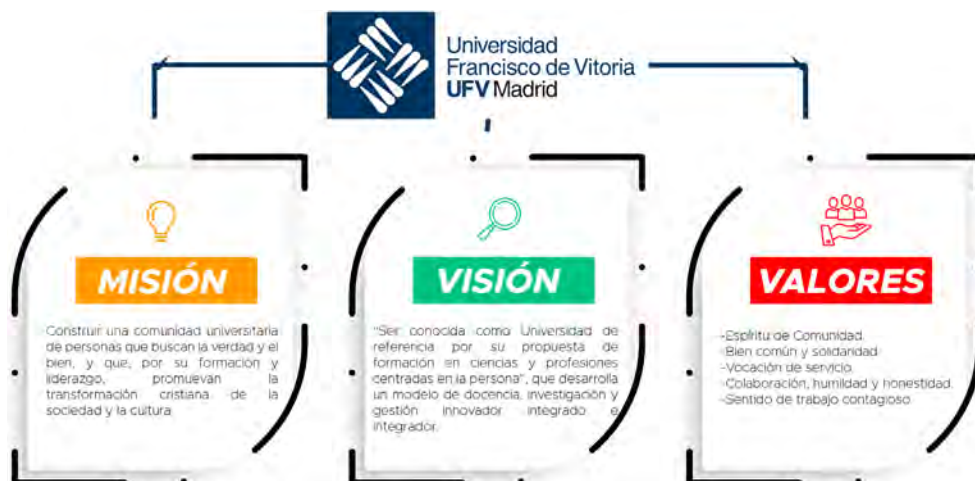 Universidad
Francisco de Vitoria
UFV Madrid
MISIÓN
Construir una comunidad universitaria
de personas que buscan la verdad y el
bien, y que, por su formación y
liderazgo, promuevan la
transformación cristiana de la
sociedad y la cultura
VISIÓN
"Ser conocida como Universidad de
referencia por su propuesta de
formación en ciencias y profesiones
centradas en la persona", que desarrolla
un modelo de docencia, investigación y
gestión innovador integrado e
integrador.
VALORES
-Espíritu de Comunidad.
-Bien común y solidaridad
-Vocación de servicio.
-Colaboración, humildad y honestidad.
-Sentido de trabajo contagioso